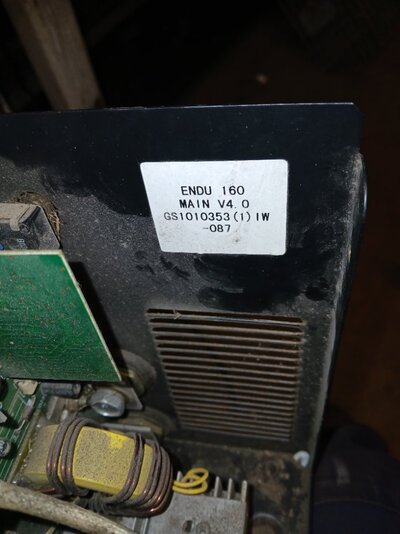 ENDU 160
MAIN V4.0
GS1010353(1)IW
-087